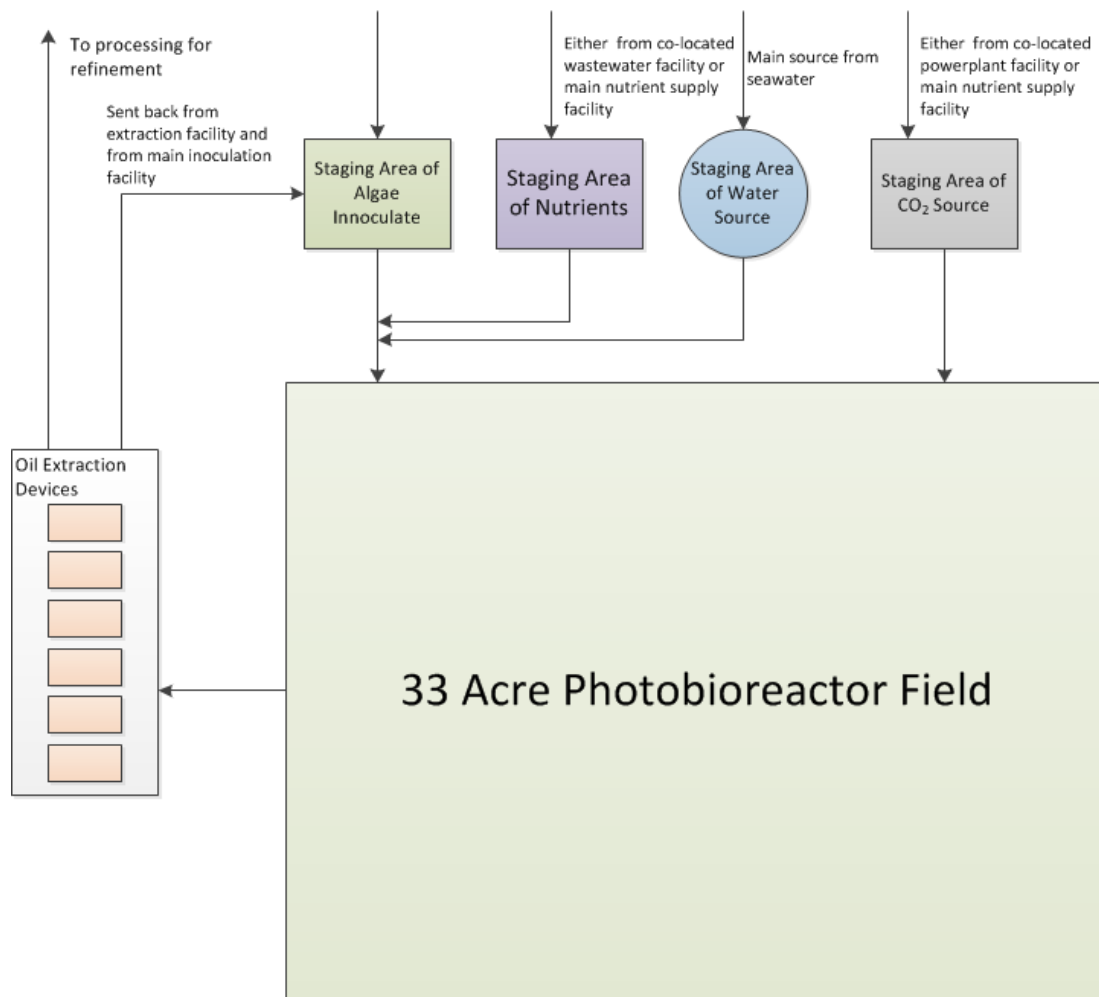 To processing for
refinement
Sent back from
extraction facility and
from main inoculation
facility
Either from co-located
wastewater facility or
main nutrient supply
facility
Main source from
seawater
Either from co-located
powerplant facility or
main nutrient supply
facility
Staging Area of
Algae
Innoculate
Staging Area
of Nutrients
Staging Area
of Water
Source
Staging Area of
CO₂ Source
Oil Extraction
Devices
33 Acre Photobioreactor Field